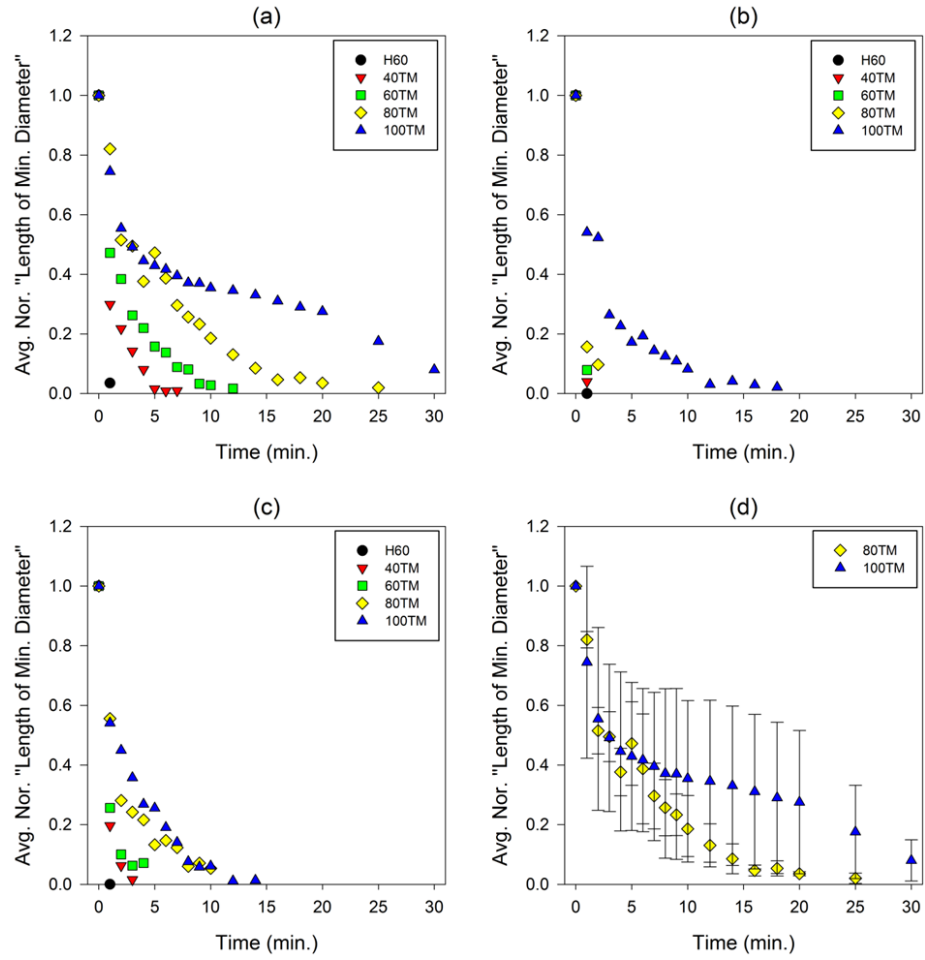 (a)
1.2
1.0
0.8
0.6
0.4
0.2
0.0
Avg. Nor. "Length of Min. Diameter"
H60
40TM
60TM
80TM
100TM
0 5 10 15 20 25 30
Time (min.)
(b)
1.2
1.0
0.8
0.6
0.4
0.2
0.0
Avg. Nor. "Length of Min. Diameter"
H60
40TM
60TM
80TM
100TM
0 5 10 15 20 25 30
Time (min.)
(c)
1.2
1.0
0.8
0.6
0.4
0.2
0.0
Avg. Nor. "Length of Min. Diameter"
H60
40TM
60TM
80TM
100TM
0 5 10 15 20 25 30
Time (min.)
(d)
1.2
1.0
0.8
0.6
0.4
0.2
0.0
Avg. Nor. "Length of Min. Diameter"
80TM
100TM
0 5 10 15 20 25 30
Time (min.)